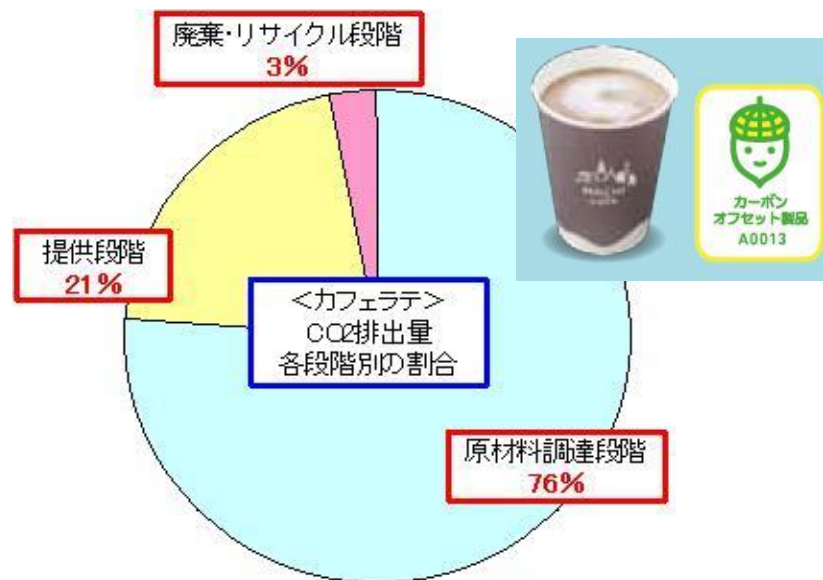 廃棄・リサイクル段階
3%
提供段階
21%
<カフェラテ>
CO2排出量
各段階別の割合
原材料調達段階
76%
カーボン
オフセット製品
A0013